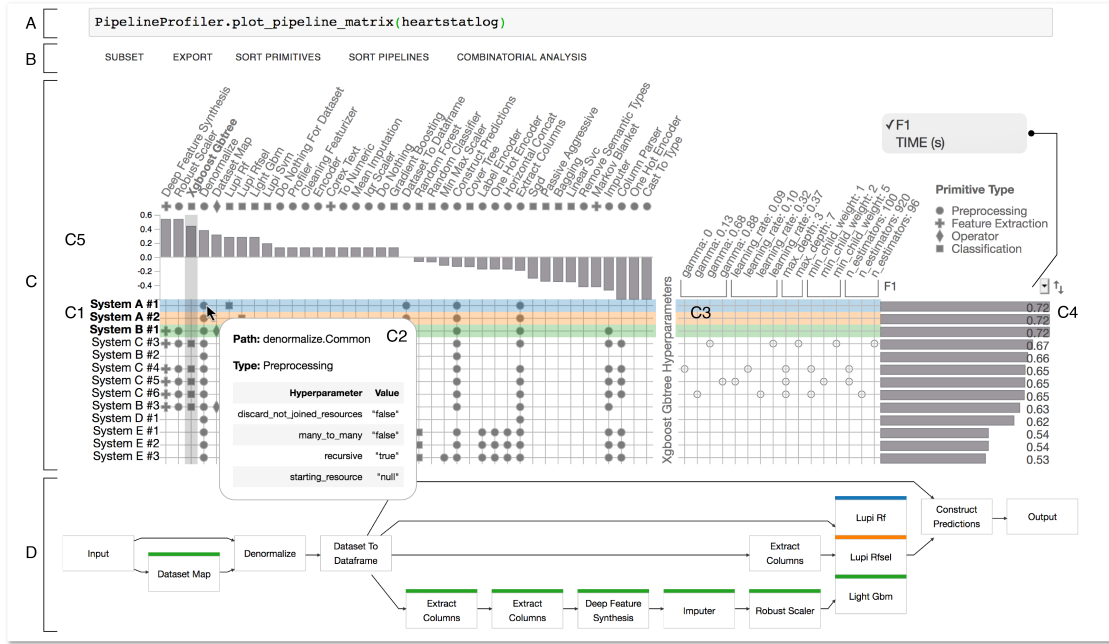 A
PipelineProfiler.plot_pipeline_matrix(heartstatlog)
B
SUBSET
EXPORT
SORT PRIMITIVES
SORT PIPELINES
COMBINATORIAL ANALYSIS
C
Deep Feature Synthesis
Robust Scaler
Xgboost Gbtree
Denormalize
Dataset Map
Lupi Rf
Lupi Rfsel
Light Gbm
Lupi Svm
Do Nothing For Dataset
Profiler
Cleaning Featurizer
Encoder
Corex Text
To Numeric
Mean Imputation
Iqr Scaler
Do Nothing
Gradient Boosting
Dataset To Dataframe
Random Forest
Random Classifier
Min Max Scaler
Construct Predictions
Cover Tree
Label Encoder
One Hot Encoder
Horizontal Concat
Extract Columns
Sgd
Passive Aggressive
Bagging
Linear Svc
Remove Semantic Types
Markov Blanket
Imputer
Column Parser
One Hot Encoder
Cast To Type
✓F1
TIME (s)
Primitive Type
Preprocessing
Feature Extraction
Operator
Classification
C5
0.6
0.4
0.2
0.0
-0.2
-0.4
gamma: 0
gamma: 0.13
gamma: 0.68
gamma: 0.88
learning_rate: 0.09
learning_rate: 0.10
learning_rate: 0.32
learning_rate: 0.37
max_depth: 3
max_depth: 7
min_child_weight: 1
min_child_weight: 2
min_child_weight: 5
n_estimators: 100
n_estimators: 920
n_estimators: 96
F1
C1
C3
C4
System A #1
System A #2
System B #1
System C #3
System B #2
System C #4
System C #5
System C #6
System B #3
System D #1
System E #1
System E #2
System E #3
Xgboost Gbtree Hyperparameters
0.72
0.72
0.72
0.67
0.66
0.65
0.65
0.65
0.63
0.62
0.54
0.54
0.53
C2
Path: denormalize.Common
Type: Preprocessing
Hyperparameter Value
discard_not_joined_resources "false"
many_to_many "false"
recursive "true"
starting_resource "null"
D
Input
Dataset Map
Denormalize
Dataset To
Dataframe
Extract
Columns
Extract
Columns
Deep Feature
Synthesis
Imputer
Robust Scaler
Extract
Columns
Lupi Rf
Lupi Rfsel
Light Gbm
Construct
Predictions
Output